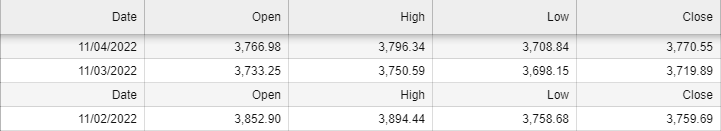 Date Open High Low Close
11/04/2022 3,766.98 3,796.34 3,708.84 3,770.55
11/03/2022 3,733.25 3,750.59 3,698.15 3,719.89
Date Open High Low Close
11/02/2022 3,852.90 3,894.44 3,758.68 3,759.69